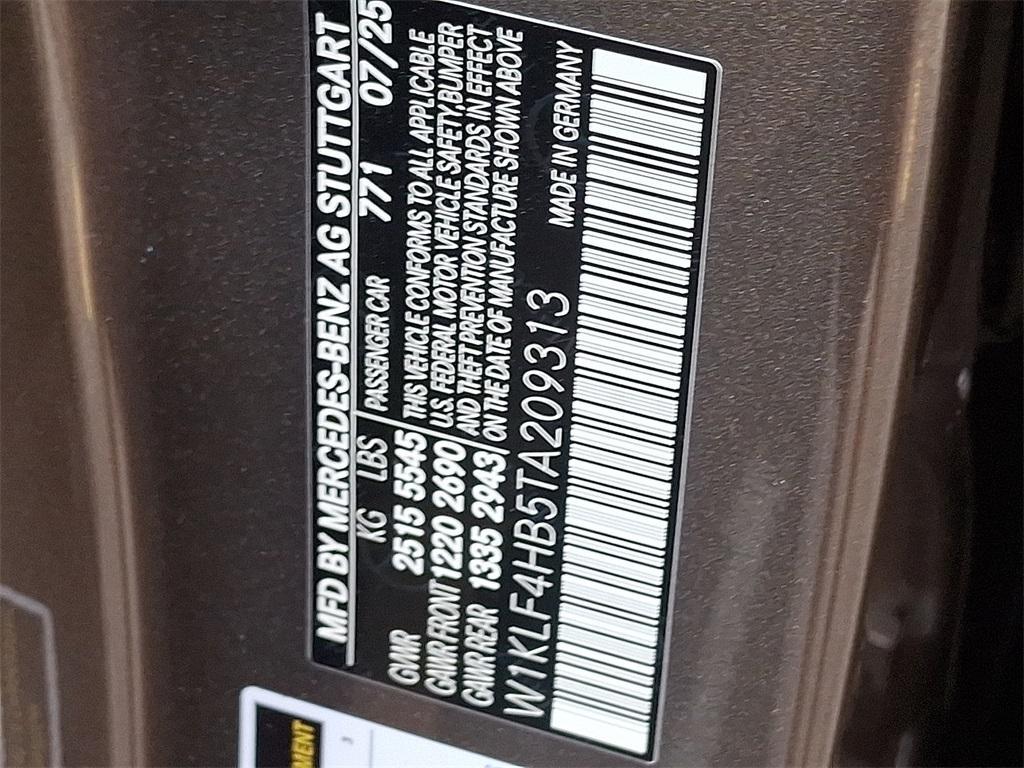 MFD BY MERCEDES-BENZ AG STUTTGART
KG LBS PASSENGER CAR 771 07/25
GVWR 2515 5545 THIS VEHICLE CONFORMS TO ALL APPLICABLE
GAWR FRONT 1220 2690 U.S. FEDERAL MOTOR VEHICLE SAFETY, BUMPER
GAWR REAR 1335 2943 AND THEFT PREVENTION STANDARDS IN EFFECT
ON THE DATE OF MANUFACTURE SHOWN ABOVE
W1KLF4HB5TA209313 MADE IN GERMANY
MENT
3